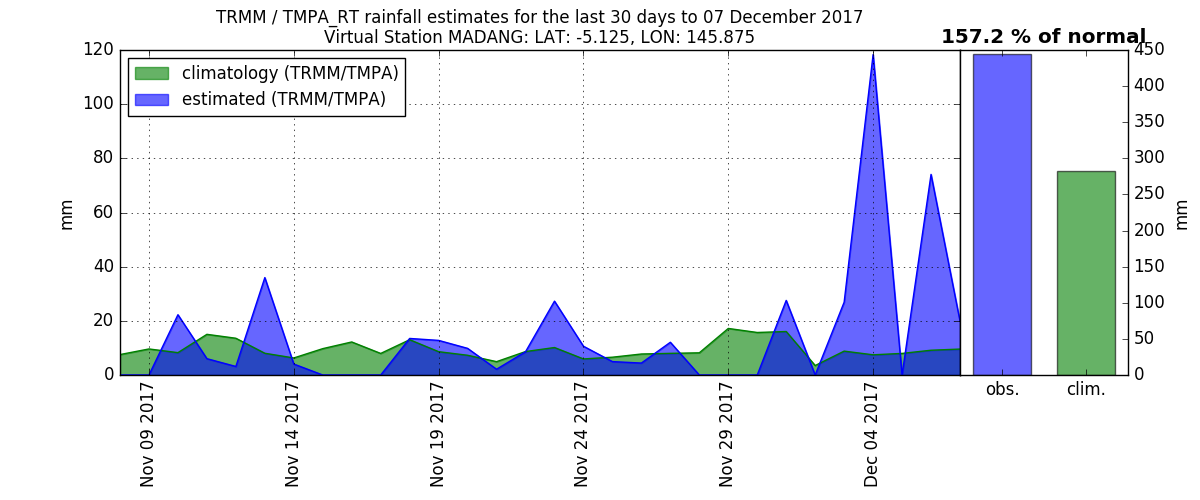 TRMM / TMPA_RT rainfall estimates for the last 30 days to 07 December 2017
Virtual Station MADANG: LAT: -5.125, LON: 145.875
157.2 % of normal
climatology (TRMM/TMPA)
estimated (TRMM/TMPA)
mm
120
100
80
60
40
20
0
Nov 09 2017
Nov 14 2017
Nov 19 2017
Nov 24 2017
Nov 29 2017
Dec 04 2017
obs.
clim.
450
400
350
300
250
200
150
100
50
0
mm